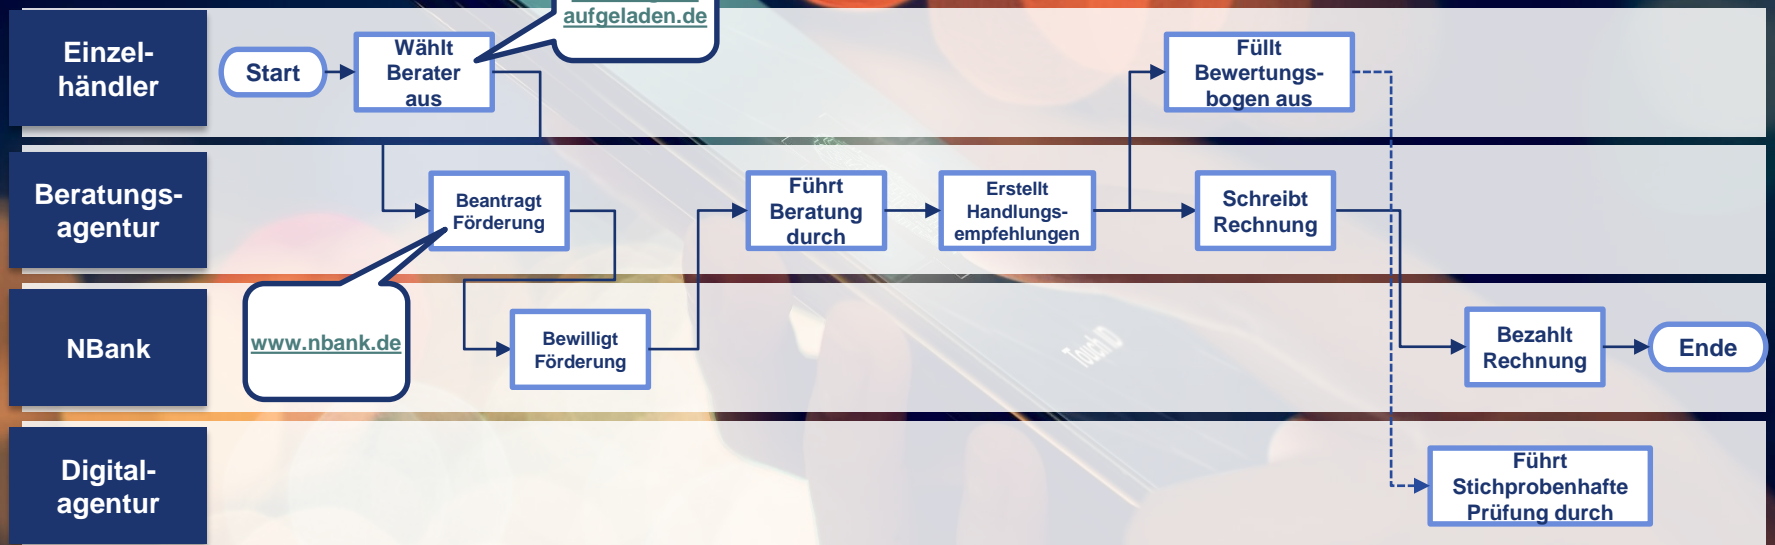 aufgeladen.de
Einzel-
händler
Start
Wählt
Berater
aus
Füllt
Bewertungs-
bogen aus
Beratungs-
agentur
Beantragt
Förderung
Führt
Beratung
durch
Erstellt
Handlungs-
empfehlungen
Schreibt
Rechnung
NBank
www.nbank.de
Bewilligt
Förderung
Touch ID
Bezahlt
Rechnung
Ende
Digital-
agentur
Führt
Stichprobenhafte
Prüfung durch